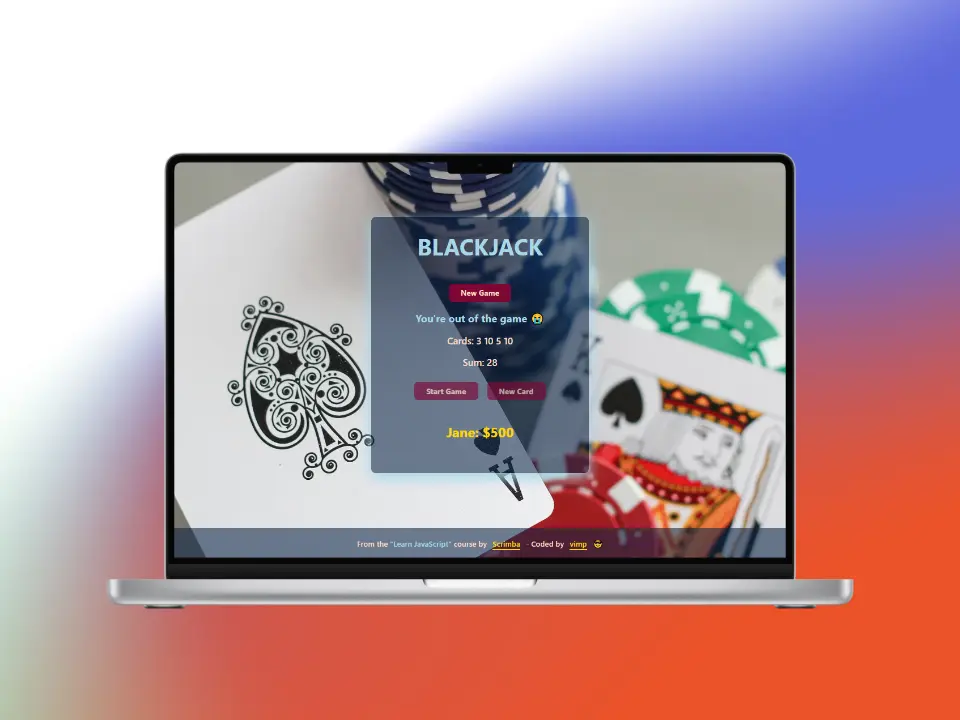 BLACKJACK
New Game
You're out of the game 😭
Cards: 3 10 5 10
Sum: 28
Start Game New Card
Jane: $500
A
K
From the "Learn JavaScript" course by Scrimba - Coded by vimp